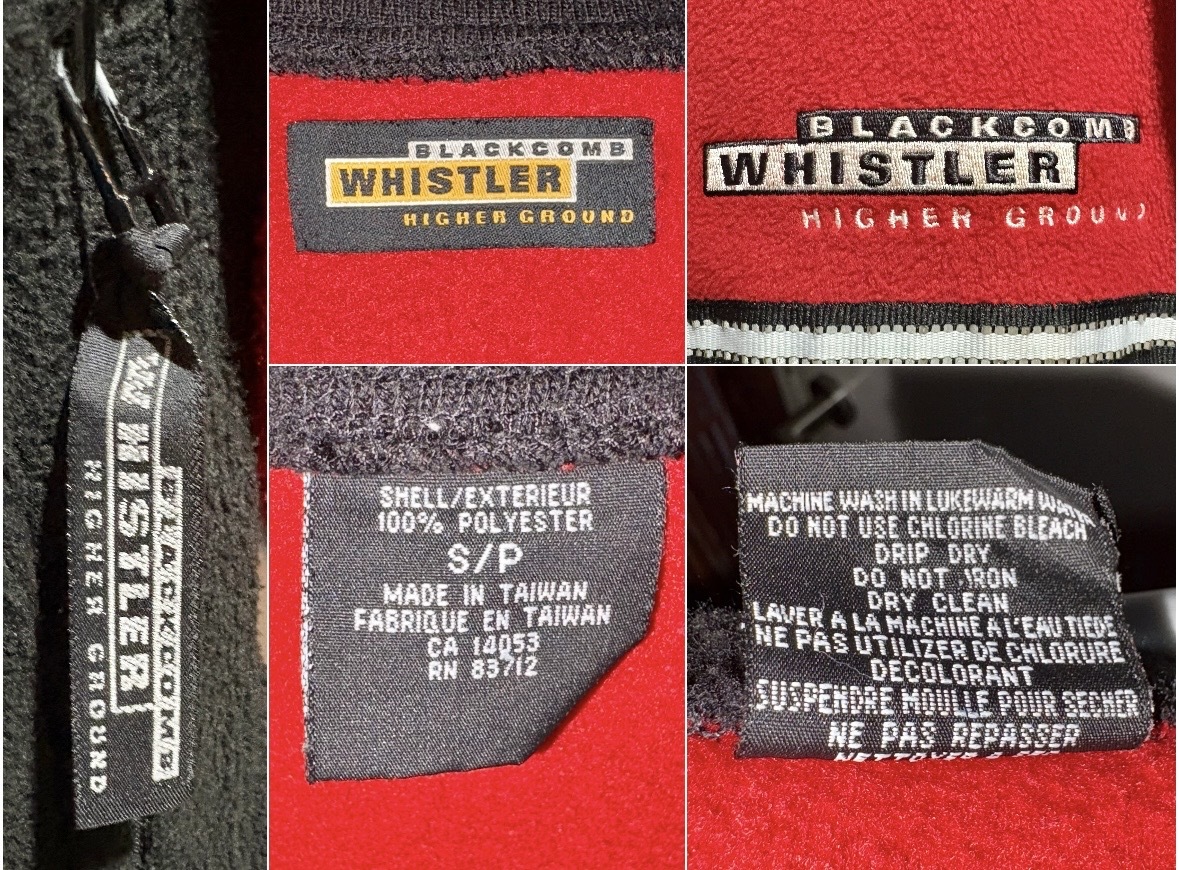 BLACKCOMB
WHISTLER
HIGHER GROUND
BLACKCOMB
WHISTLER
HIGHER GROUND
BLACKCOMB
WHISTLER
HIGHER GROUND
SHELL/EXTERIEUR
100% POLYESTER
S/P
MADE IN TAIWAN
FABRIQUE EN TAIWAN
CA 14053
RN 83712
MACHINE WASH IN LUKEWARM WATER
DO NOT USE CHLORINE BLEACH
DRIP DRY
DO NOT IRON
DRY CLEAN
LAVER A LA MACHINE A L'EAU TIEDE
NE PAS UTILIZER DE CHLORURE
DECOLORANT
SUSPENDRE MOUILLE POUR SECHER
NE PAS REPASSER
NETTOYER A